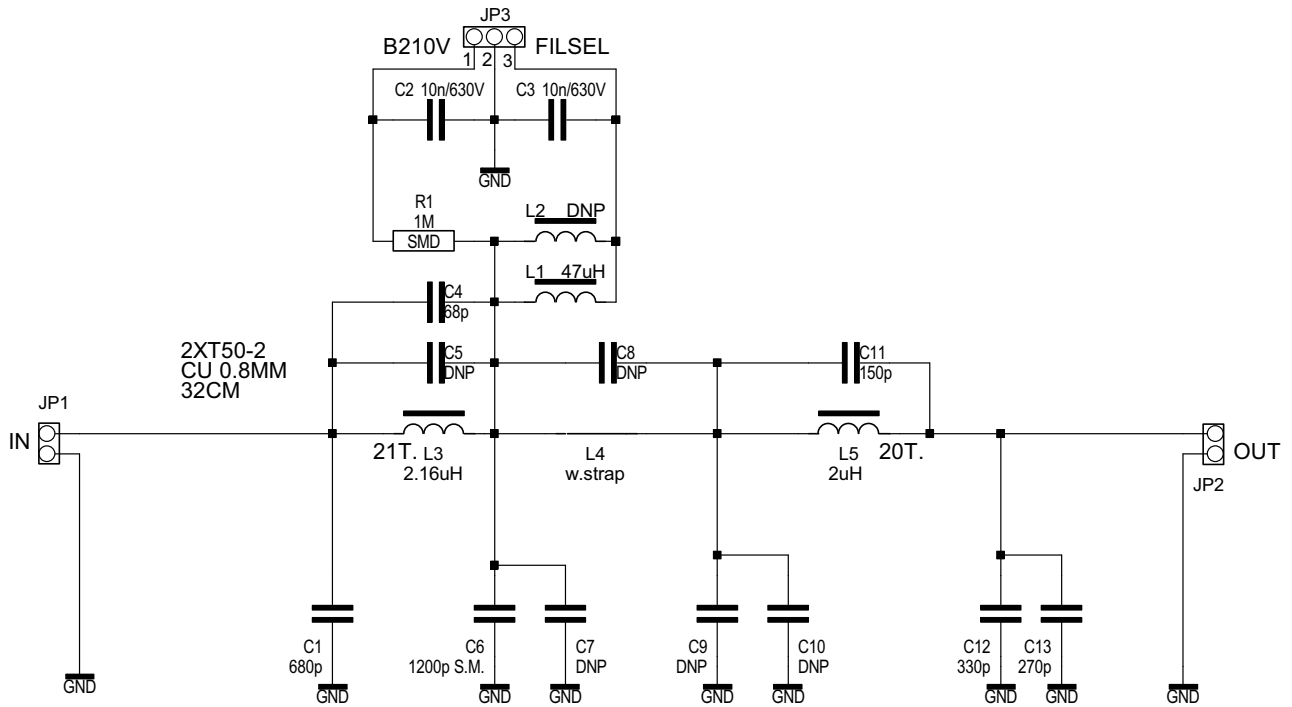 JP3
B210V
FILSEL
1 2 3
C2 10n/630V
C3 10n/630V
GND
R1
1M
SMD
L2 DNP
L1 47uH
C4
68p
2XT50-2
CU 0.8MM
32CM
C5
DNP
C8
DNP
C11
150p
JP1
IN
21T.
L3
2.16uH
L4
w.strap
L5
2uH
20T.
OUT
JP2
C1
680p
C6
1200p S.M.
C7
DNP
C9
DNP
C10
DNP
C12
330p
C13
270p
GND
GND
GND
GND
GND
GND
GND
GND
GND